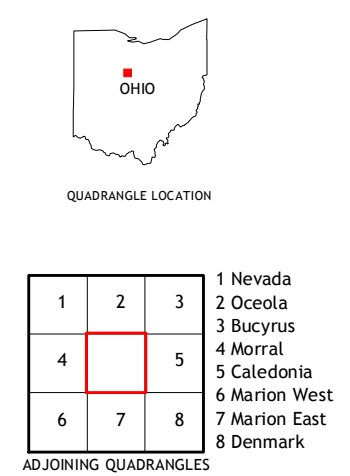 OHIO
QUADRANGLE LOCATION
1 2 3
4 5
6 7 8
1 Nevada
2 Oceola
3 Bucyrus
4 Morral
5 Caledonia
6 Marion West
7 Marion East
8 Denmark
ADJOINING QUADRANGLES